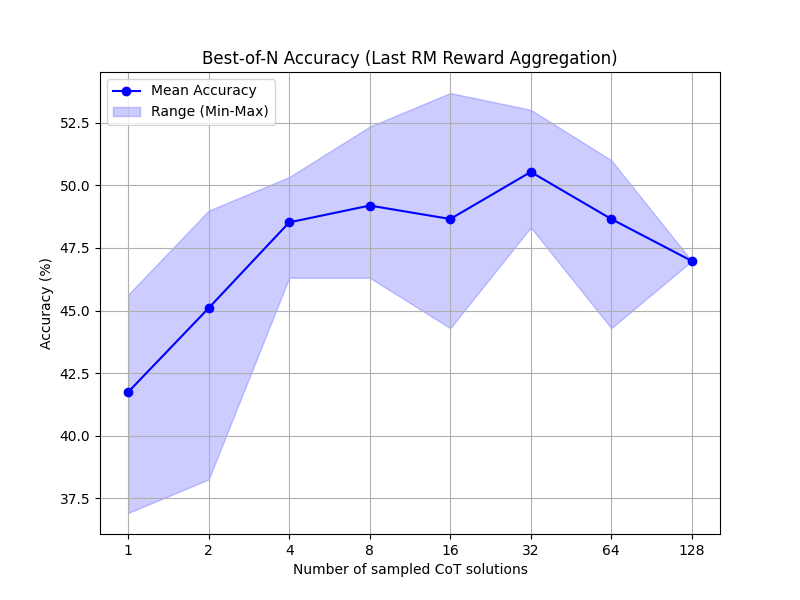 Best-of-N Accuracy (Last RM Reward Aggregation)
Mean Accuracy
Range (Min-Max)
Accuracy (%)
52.5
50.0
47.5
45.0
42.5
40.0
37.5
1 2 4 8 16 32 64 128
Number of sampled CoT solutions